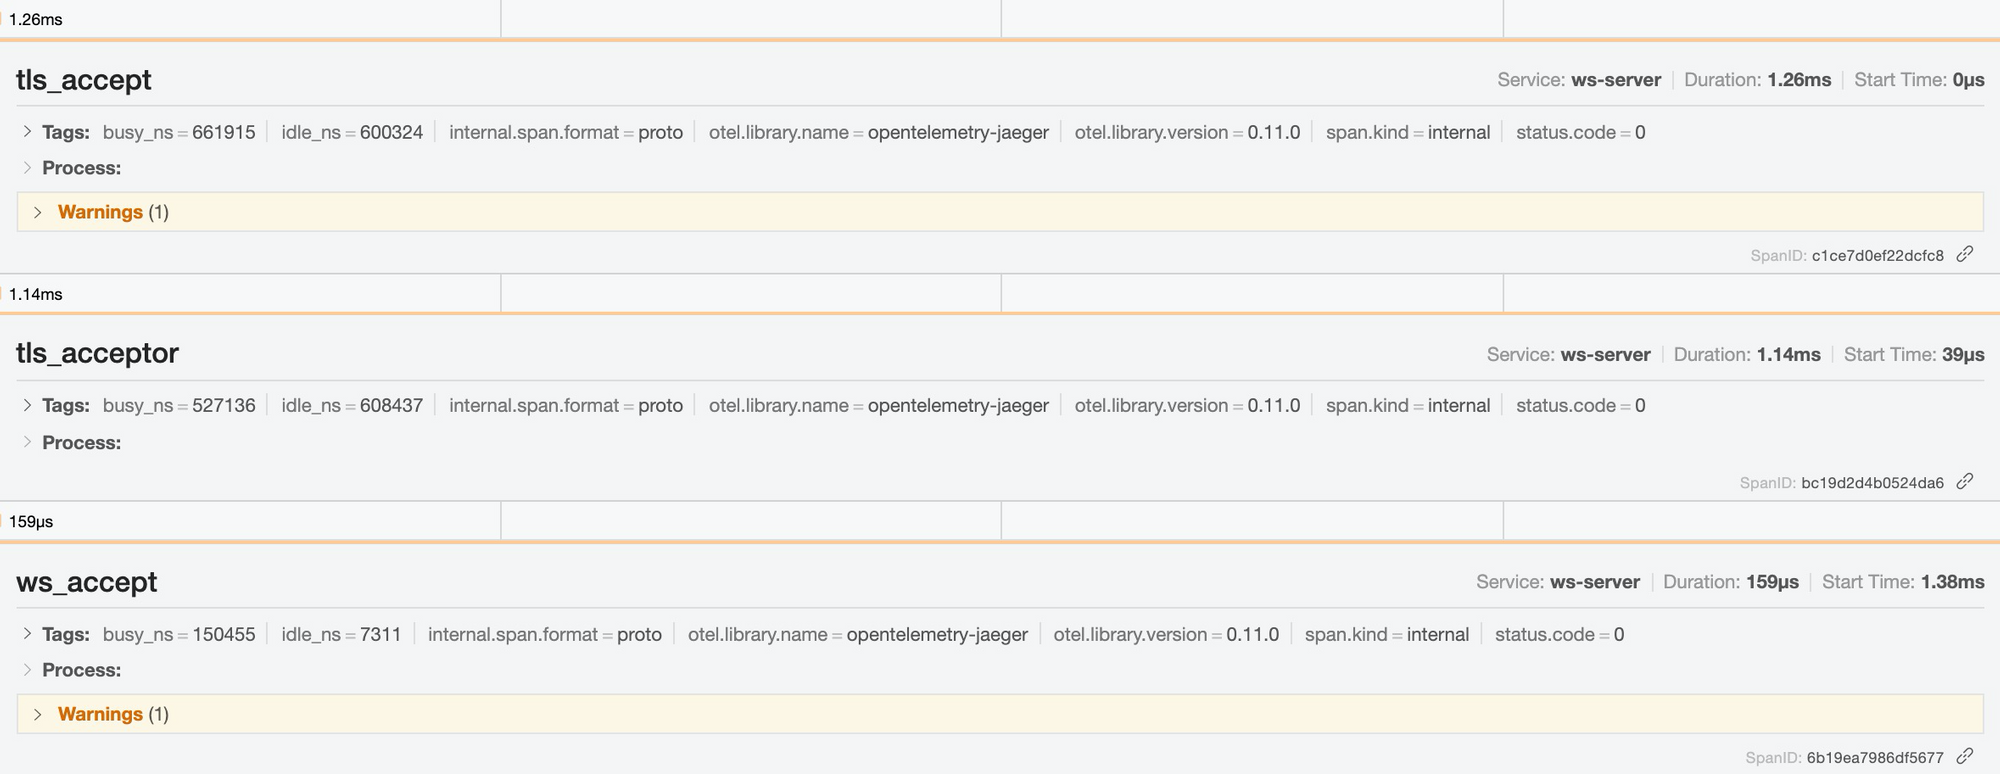 1.26ms
tls_accept Service: ws-server Duration: 1.26ms Start Time: 0μs
Tags: busy_ns = 661915 idle_ns = 600324 internal.span.format = proto otel.library.name = opentelemetry-jaeger otel.library.version = 0.11.0 span.kind = internal status.code = 0
Process:
Warnings (1)
SpanID: c1ce7d0ef22dcfc8
1.14ms
tls_acceptor Service: ws-server Duration: 1.14ms Start Time: 39μs
Tags: busy_ns = 527136 idle_ns = 608437 internal.span.format = proto otel.library.name = opentelemetry-jaeger otel.library.version = 0.11.0 span.kind = internal status.code = 0
Process:
SpanID: bc19d2d4b0524da6
159μs
ws_accept Service: ws-server Duration: 159μs Start Time: 1.38ms
Tags: busy_ns = 150455 idle_ns = 7311 internal.span.format = proto otel.library.name = opentelemetry-jaeger otel.library.version = 0.11.0 span.kind = internal status.code = 0
Process:
Warnings (1)
SpanID: 6b19ea7986df5677